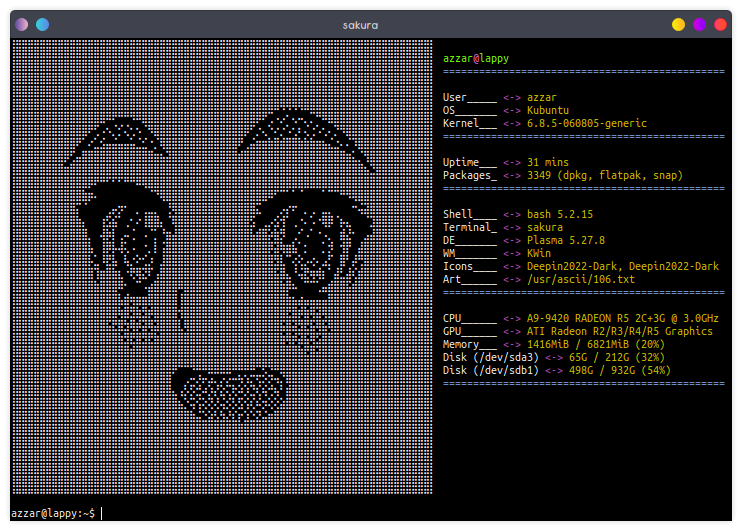 sakura
azzar@lappy
===============================================
User_____ <-> azzar
OS_______ <-> Kubuntu
Kernel___ <-> 6.8.5-060805-generic
===============================================
Uptime___ <-> 31 mins
Packages_ <-> 3349 (dpkg, flatpak, snap)
===============================================
Shell____ <-> bash 5.2.15
Terminal_ <-> sakura
DE_______ <-> Plasma 5.27.8
WM_______ <-> KWin
Icons____ <-> Deepin2022-Dark, Deepin2022-Dark
Art______ <-> /usr/ascii/106.txt
===============================================
CPU______ <-> A9-9420 RADEON R5 2C+3G @ 3.0GHz
GPU______ <-> ATI Radeon R2/R3/R4/R5 Graphics
Memory___ <-> 1416MiB / 6821MiB (20%)
Disk (/dev/sda3) <-> 65G / 212G (32%)
Disk (/dev/sdb1) <-> 498G / 932G (54%)
===============================================
azzar@lappy:~$